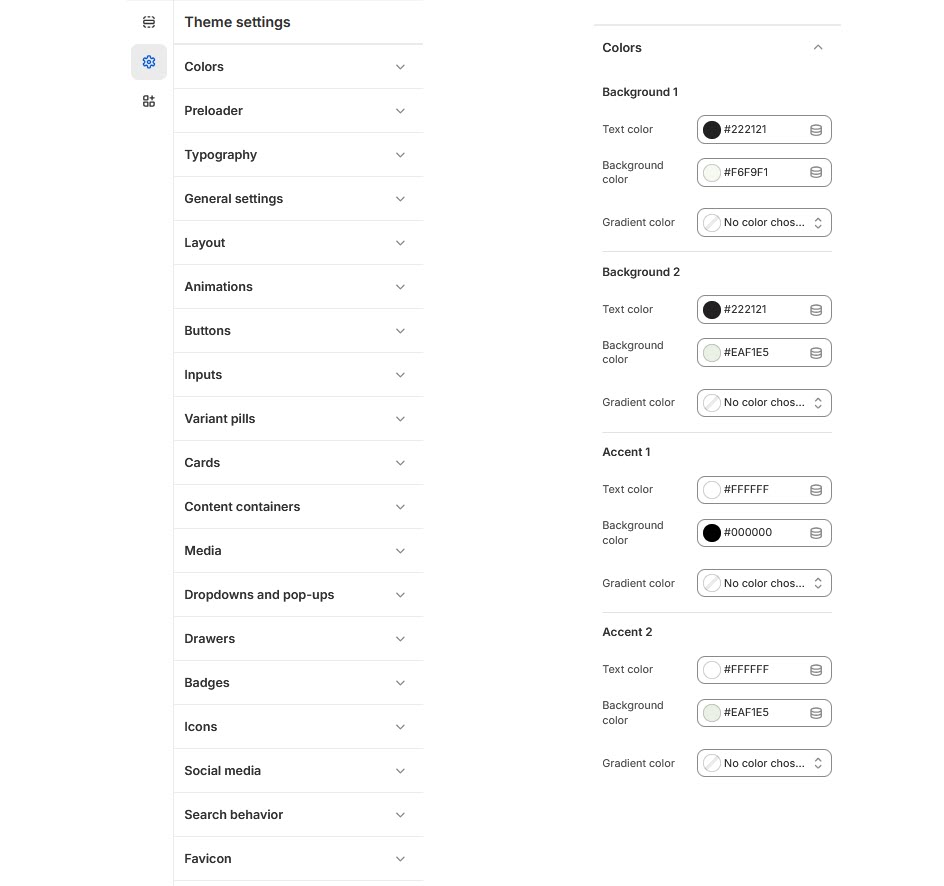 Theme settings
Colors
Preloader
Typography
General settings
Layout
Animations
Buttons
Inputs
Variant pills
Cards
Content containers
Media
Dropdowns and pop-ups
Drawers
Badges
Icons
Social media
Search behavior
Favicon
Colors
Background 1
Text color
#222121
Background
color
#F6F9F1
Gradient color
No color chos...
Background 2
Text color
#222121
Background
color
#EAF1E5
Gradient color
No color chos...
Accent 1
Text color
#FFFFFF
Background
color
#000000
Gradient color
No color chos...
Accent 2
Text color
#FFFFFF
Background
color
#EAF1E5
Gradient color
No color chos...